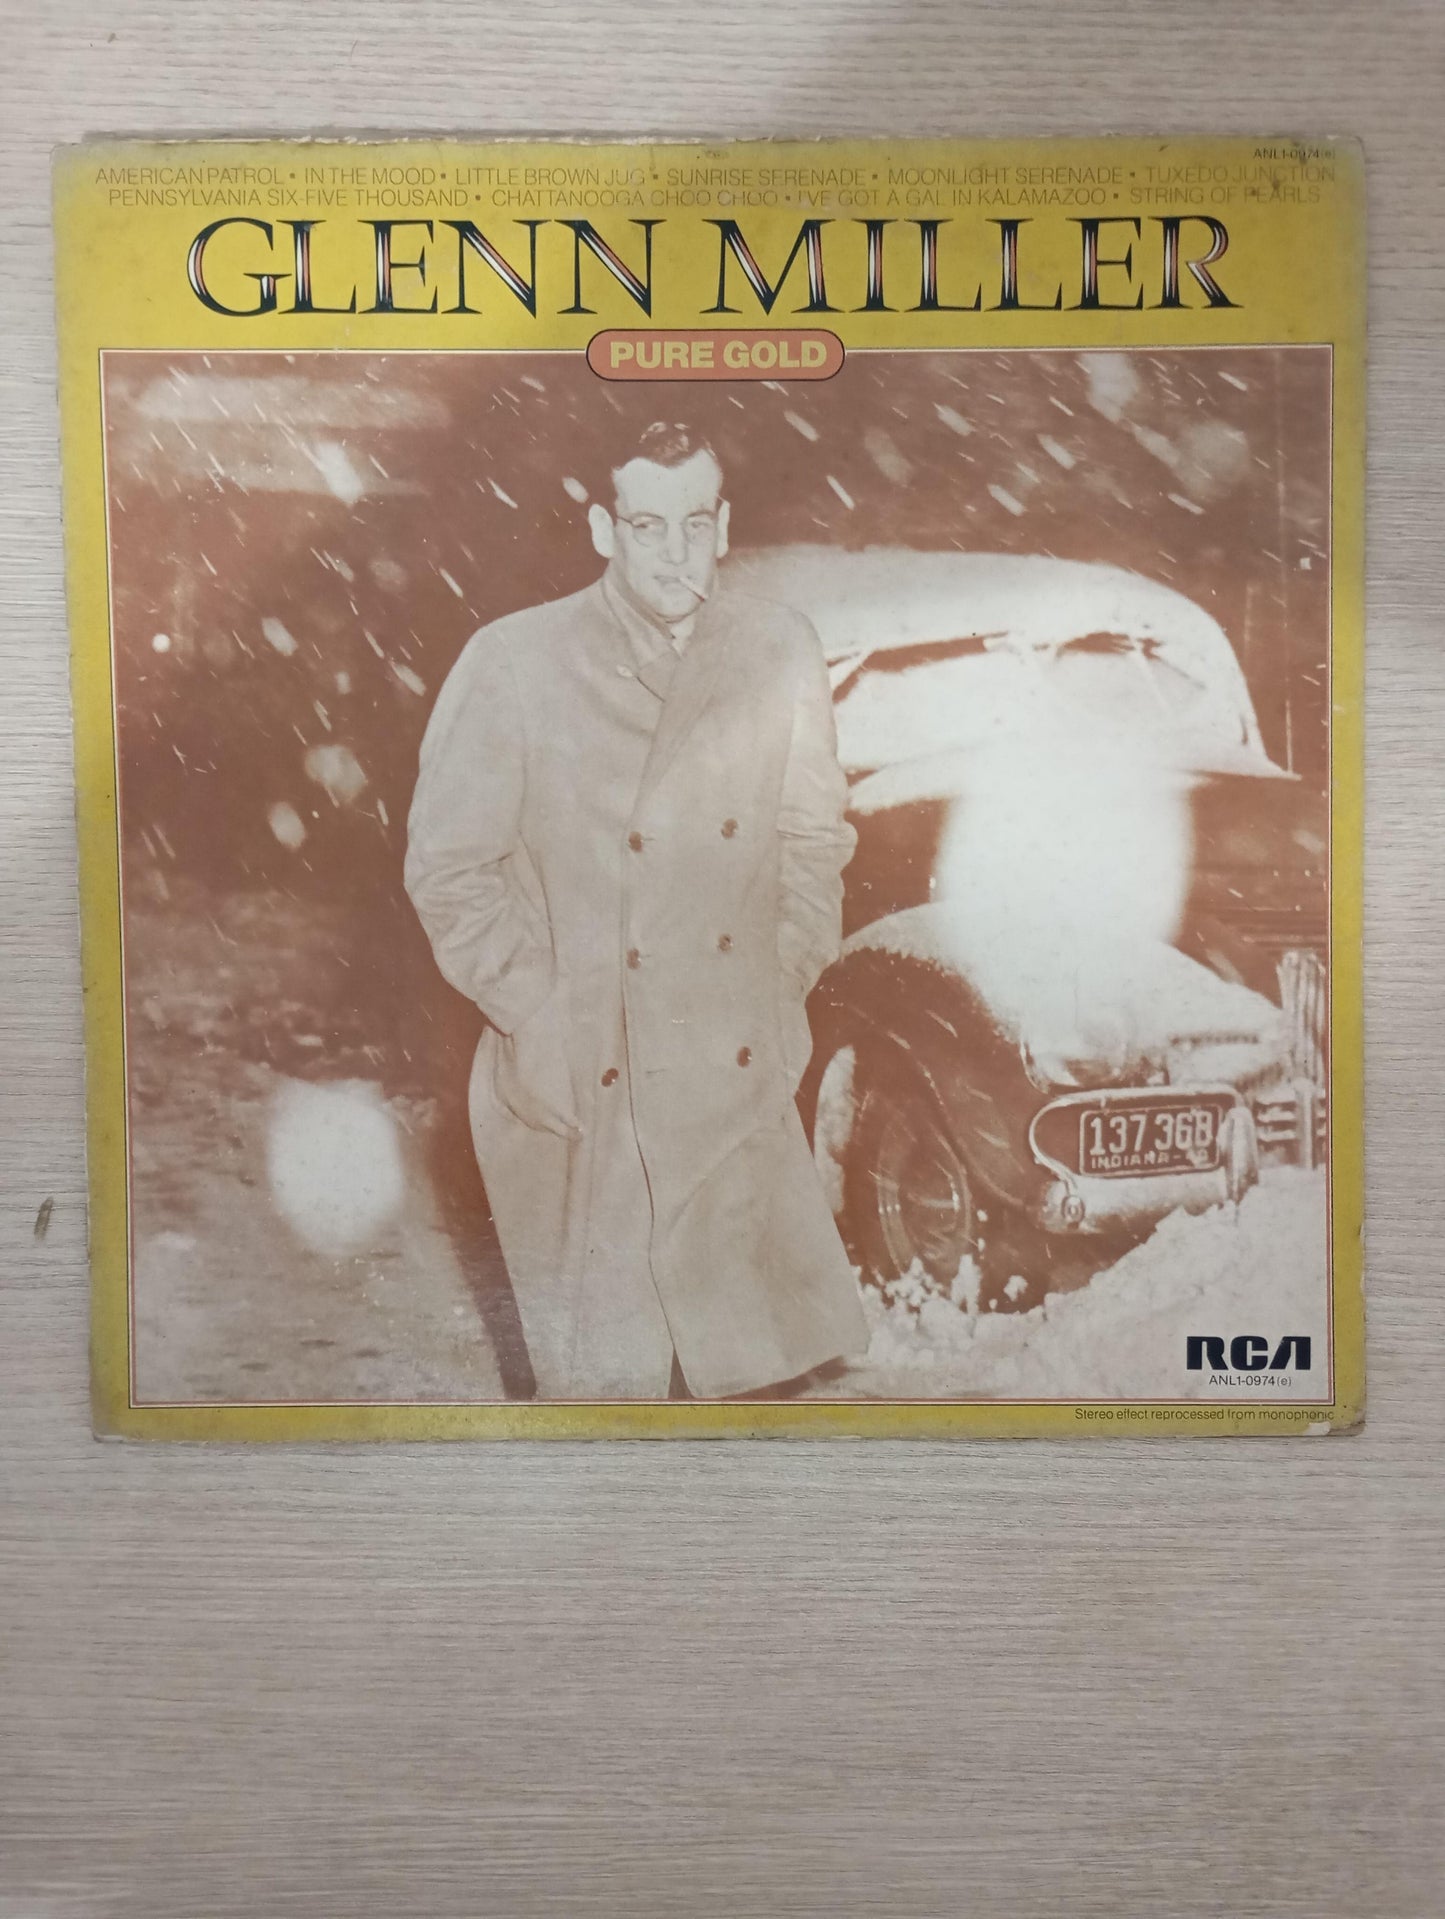 ANL1-0974(e)
AMERICAN PATROL • IN THE MOOD • LITTLE BROWN JUG • SUNRISE SERENADE • MOONLIGHT SERENADE • TUXEDO JUNCTION
PENNSYLVANIA SIX-FIVE THOUSAND • CHATTANOOGA CHOO CHOO • I'VE GOT A GAL IN KALAMAZOO • STRING OF PEARLS
GLENN MILLER
PURE GOLD
137 368
INDIANA - 40
RCA
ANL1-0974(e)
Stereo effect reprocessed from monophonic